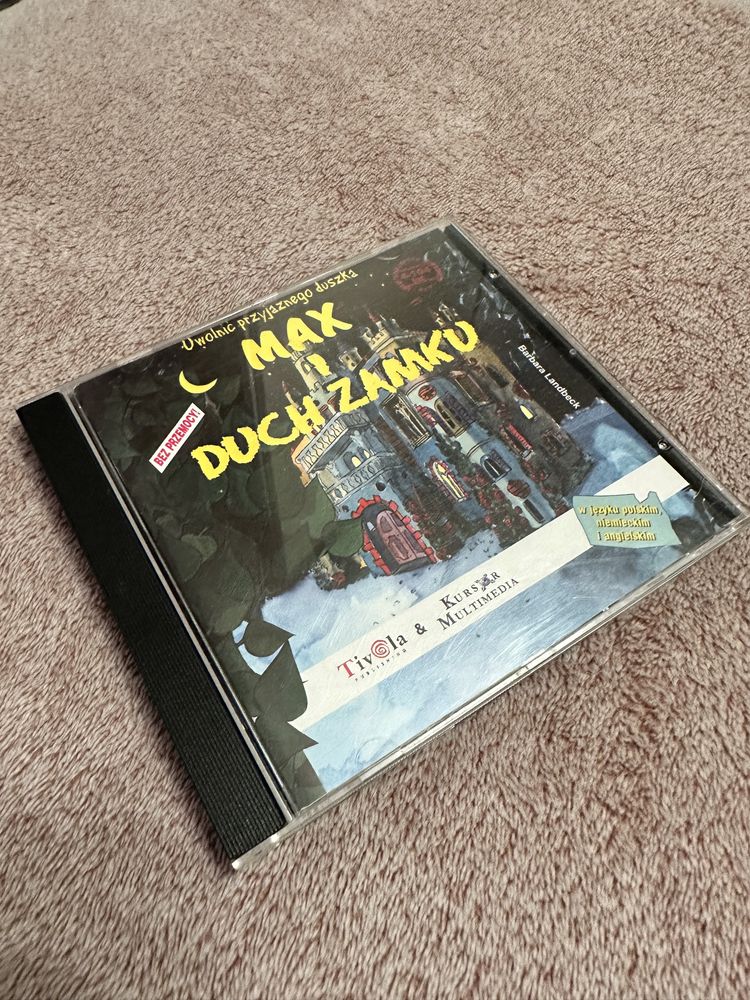 Uwolnić przyjaznego duszka
MAX
I
DUCH ZAMKU
BEZ PRZEMOCY!
Barbara Landbeck
w języku polskim,
niemieckim
i angielskim
Tivola
PUBLISHING
&
KURSOR
MULTIMEDIA